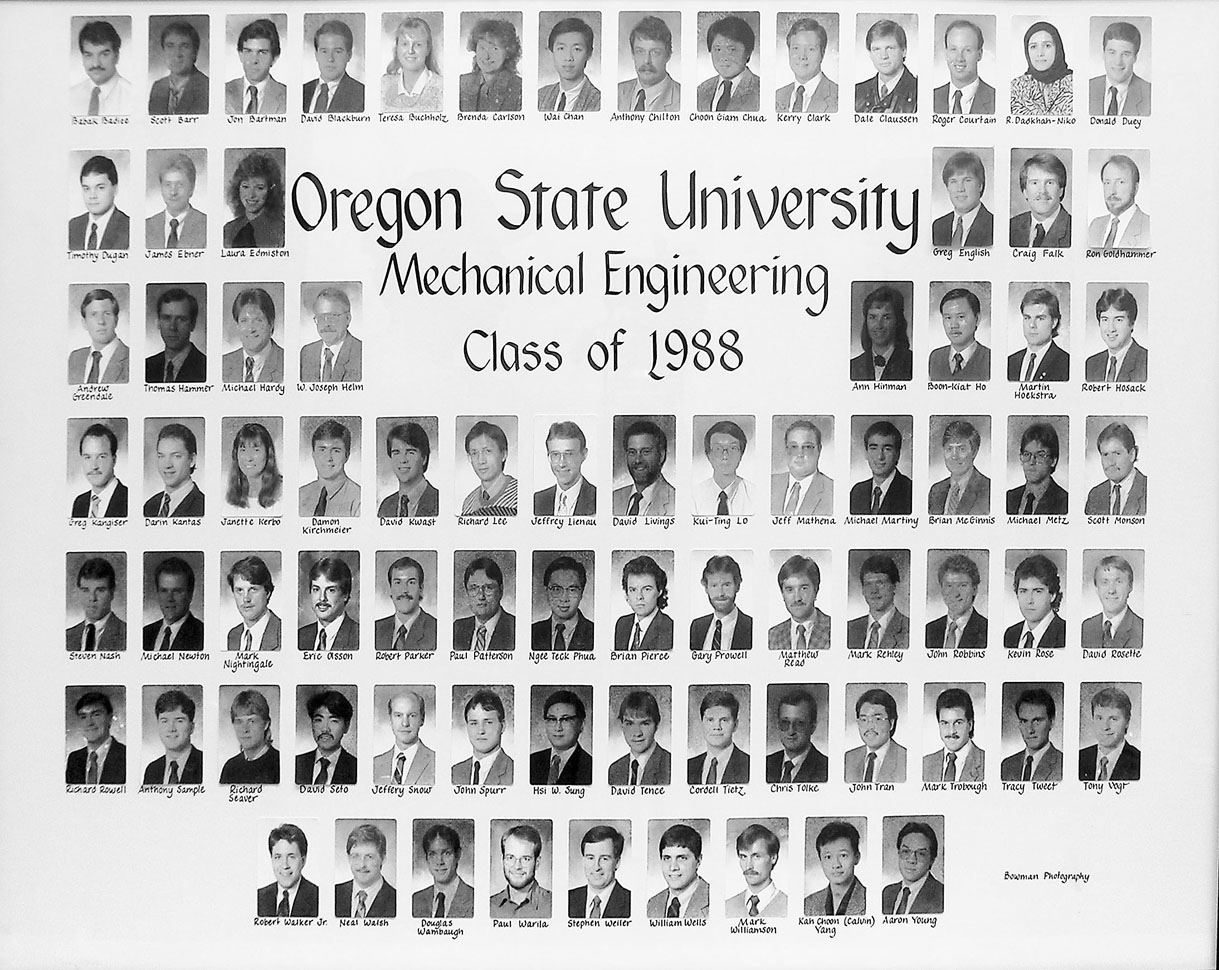 Babak Badiee
Scott Barr
Jon Bartman
David Blackburn
Teresa Buchholz
Brenda Carlson
Wai Chan
Anthony Chilton
Choon Giam Chua
Kerry Clark
Dale Claussen
Roger Courtain
R. Dadkhah-Niko
Donald Duey
Oregon State University
Mechanical Engineering
Class of 1988
Timothy Dugan
James Ebner
Laura Edmiston
Greg English
Craig Falk
Ron Goldhammer
Andrew
Greendale
Thomas Hammer
Michael Hardy
W. Joseph Helm
Ann Hinman
Boon-Kiat Ho
Martin
Hoekstra
Robert Hosack
Greg Kangiser
Darin Kantas
Janette Kerbo
Damon
Kirchmeier
David Kwast
Richard Lee
Jeffrey Lienau
David Livings
Kui-Ting Lo
Jeff Mathena
Michael Martiny
Brian McGinnis
Michael Metz
Scott Monson
Steven Nash
Michael Newton
Mark
Nightingale
Eric Olsson
Robert Parker
Paul Patterson
Ngee Teck Phua
Brian Pierce
Gary Prowell
Matthew
Read
Mark Renley
John Robbins
Kevin Rose
David Rosette
Richard Rowell
Anthony Sample
Richard
Seaver
David Seto
Jeffery Snow
John Spurr
Hsi W. Sung
David Tence
Cordell Tietz
Chris Tolke
John Tran
Mark Trobough
Tracy Tweet
Tony Vogt
Robert Walker Jr.
Neal Walsh
Douglas
Wambaugh
Paul Warila
Stephen Weiler
William Wells
Mark
Williamson
Kah Choon (Calvin)
Yang
Aaron Young
Bowman Photography